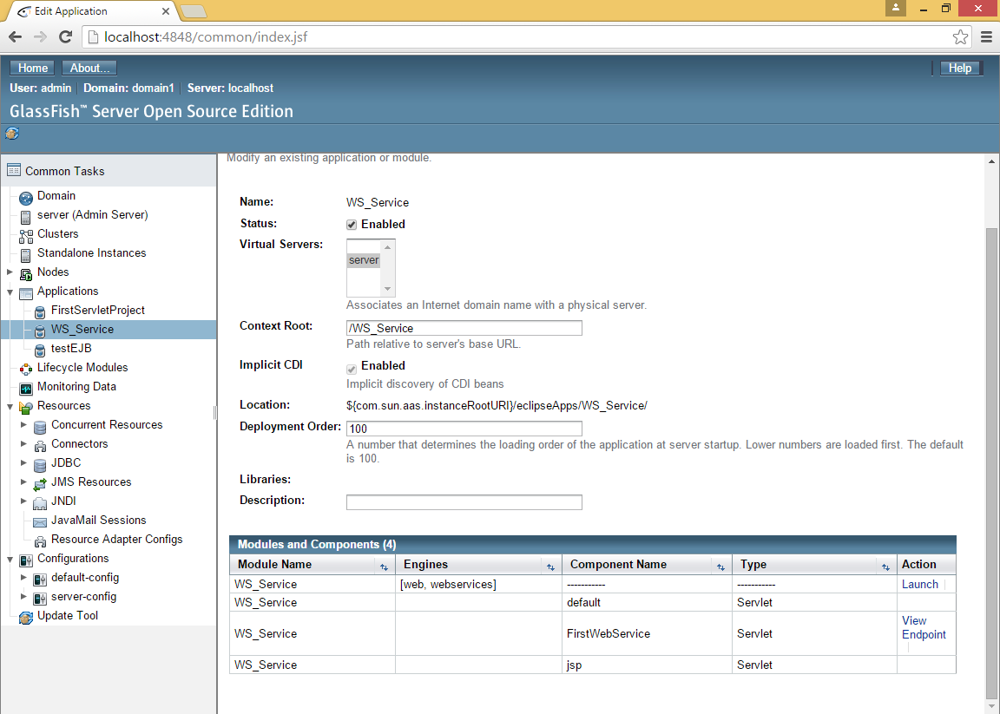 Edit Application
localhost:4848/common/index.jsf
Home About...
Help
User: admin Domain: domain1 Server: localhost
GlassFish™ Server Open Source Edition
Common Tasks
Domain
server (Admin Server)
Clusters
Standalone Instances
Nodes
Applications
FirstServletProject
WS_Service
testEJB
Lifecycle Modules
Monitoring Data
Resources
Concurrent Resources
Connectors
JDBC
JMS Resources
JNDI
JavaMail Sessions
Resource Adapter Configs
Configurations
default-config
server-config
Update Tool
Modify an existing application or module.
Name: WS_Service
Status: Enabled
Virtual Servers:
server
Associates an Internet domain name with a physical server.
Context Root: /WS_Service
Path relative to server's base URL.
Implicit CDI Enabled
Implicit discovery of CDI beans
Location: ${com.sun.aas.instanceRootURI}/eclipseApps/WS_Service/
Deployment Order: 100
A number that determines the loading order of the application at server startup. Lower numbers are loaded first. The default
is 100.
Libraries:
Description:
Modules and Components (4)
Module Name Engines Component Name Type Action
WS_Service [web, webservices] ----------- ----------- Launch
WS_Service default Servlet
WS_Service FirstWebService Servlet View
Endpoint
WS_Service jsp Servlet